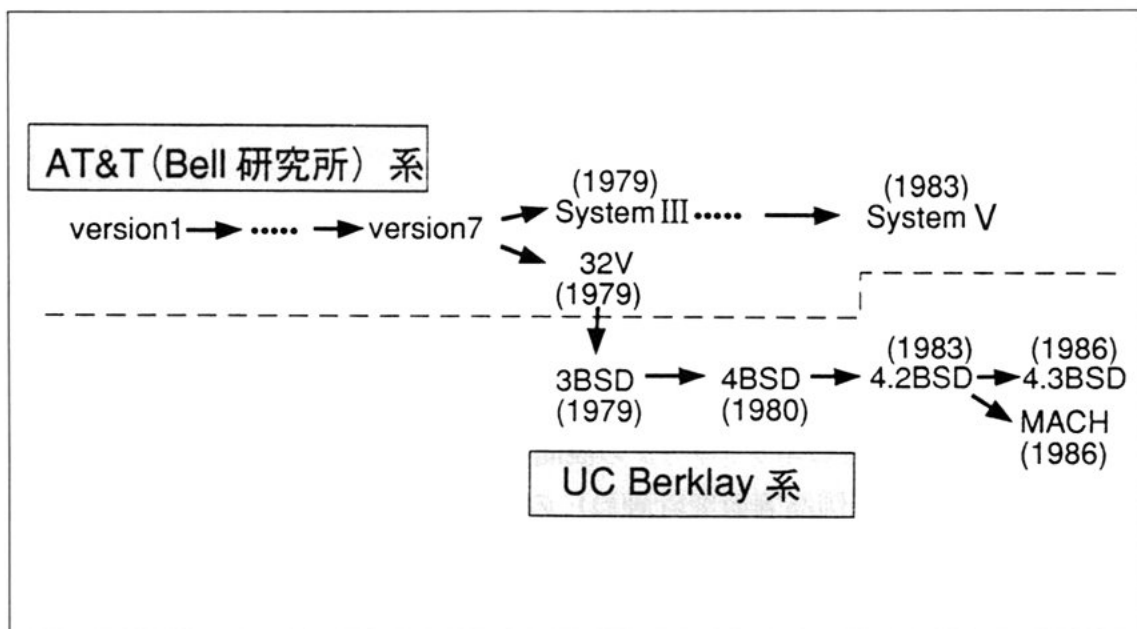 AT&T (Bell 研究所) 系
version1 ..... version7
(1979)
System III .....
(1983)
System V
32V
(1979)
3BSD
(1979)
4BSD
(1980)
(1983)
4.2BSD
(1986)
4.3BSD
MACH
(1986)
UC Berklay 系